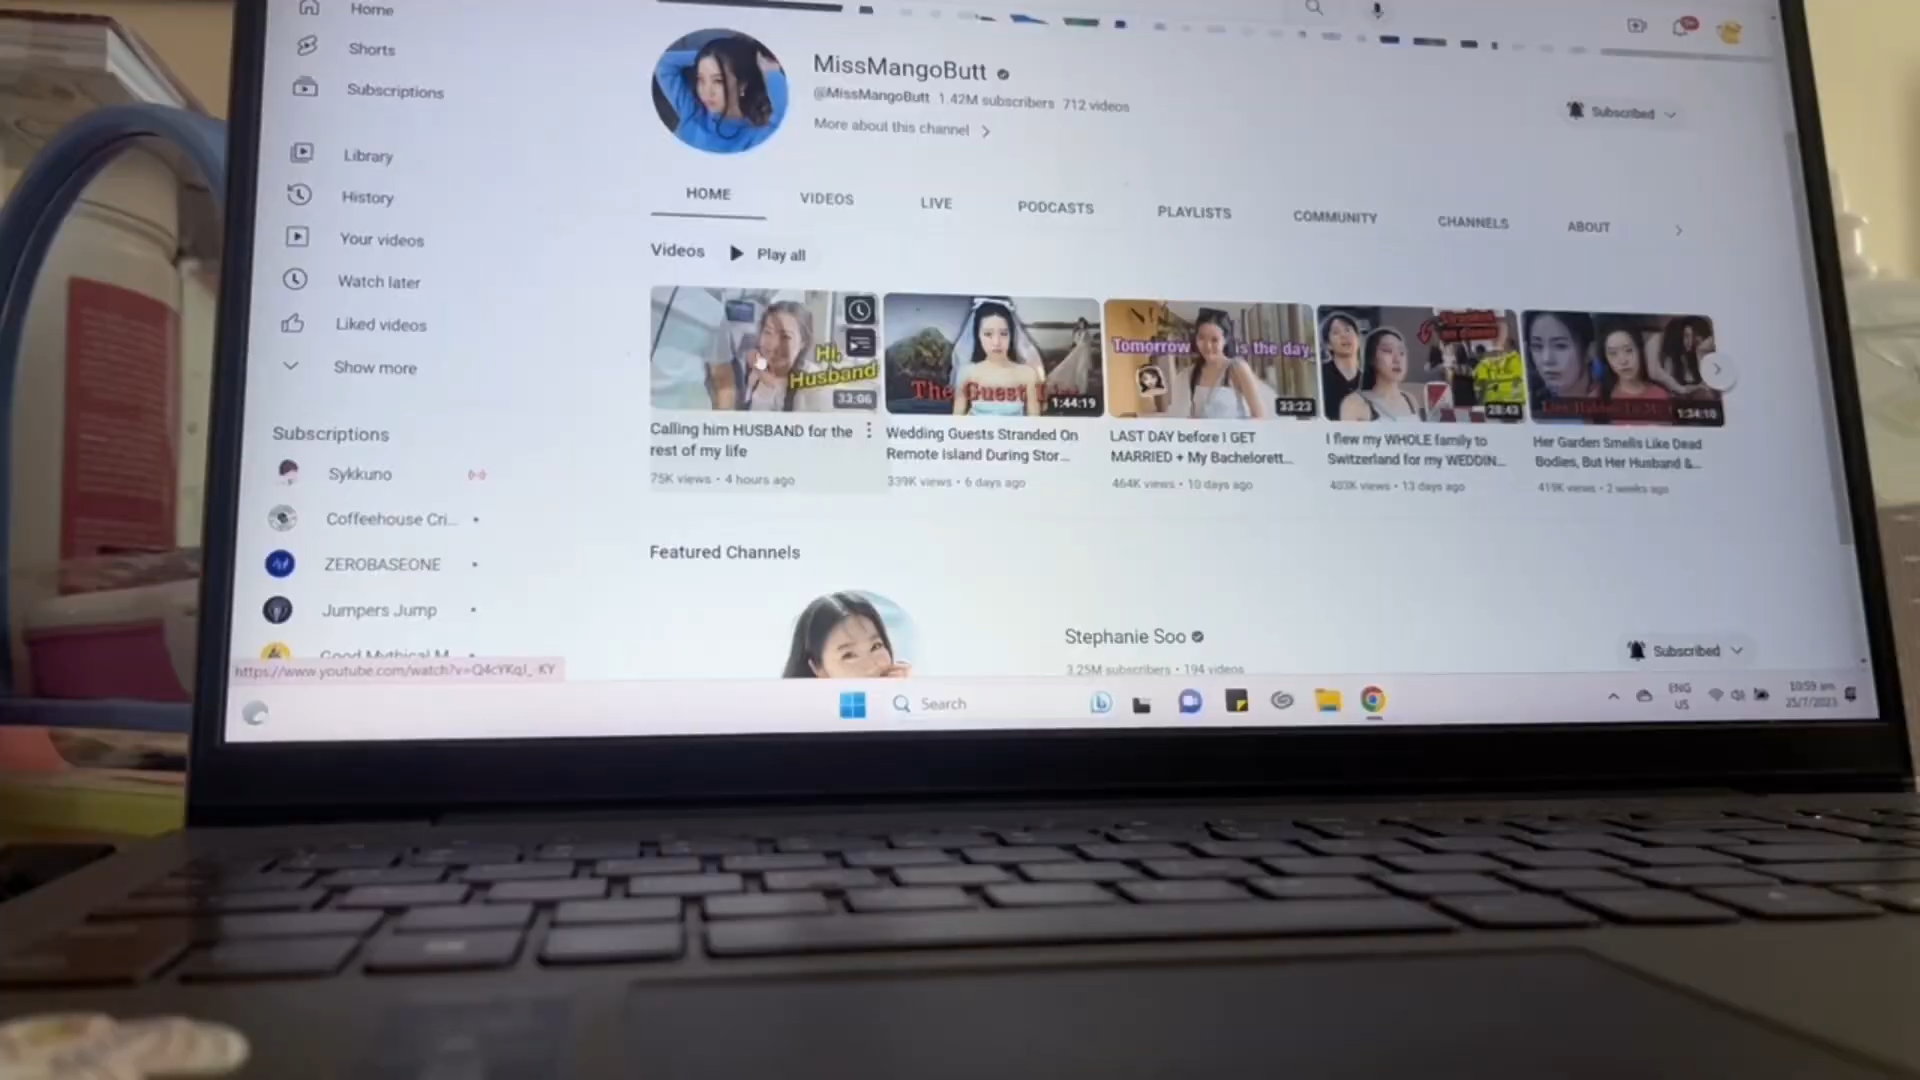 Home
Shorts
Subscriptions
Library
History
Your videos
Watch later
Liked videos
Show more
Subscriptions
Sykkuno
Coffeehouse Cri...
ZEROBASEONE
Jumpers Jump
Good Mythical M
MissMangoButt
@MissMangoButt 1.42M subscribers 712 videos
More about this channel
Subscribed
HOME VIDEOS LIVE PODCASTS PLAYLISTS COMMUNITY CHANNELS ABOUT
Videos Play all
Hi,
Husband
33:06
Calling him HUSBAND for the
rest of my life
75K views • 4 hours ago
The Guest
1:44:19
Wedding Guests Stranded On
Remote Island During Stor...
339K views • 6 days ago
Tomorrow is the day
33:23
LAST DAY before I GET
MARRIED + My Bachelorett...
464K views • 10 days ago
28:43
I flew my WHOLE family to
Switzerland for my WEDDIN...
403K views • 13 days ago
1:34:10
Her Garden Smells Like Dead
Bodies, But Her Husband &...
419K views • 2 weeks ago
Featured Channels
Stephanie Soo
3.25M subscribers • 194 videos
Subscribed
https://www.youtube.com/watch?v=Q4cYKqJ_KY
Search
ENG
US
10:59 am
25/7/2023